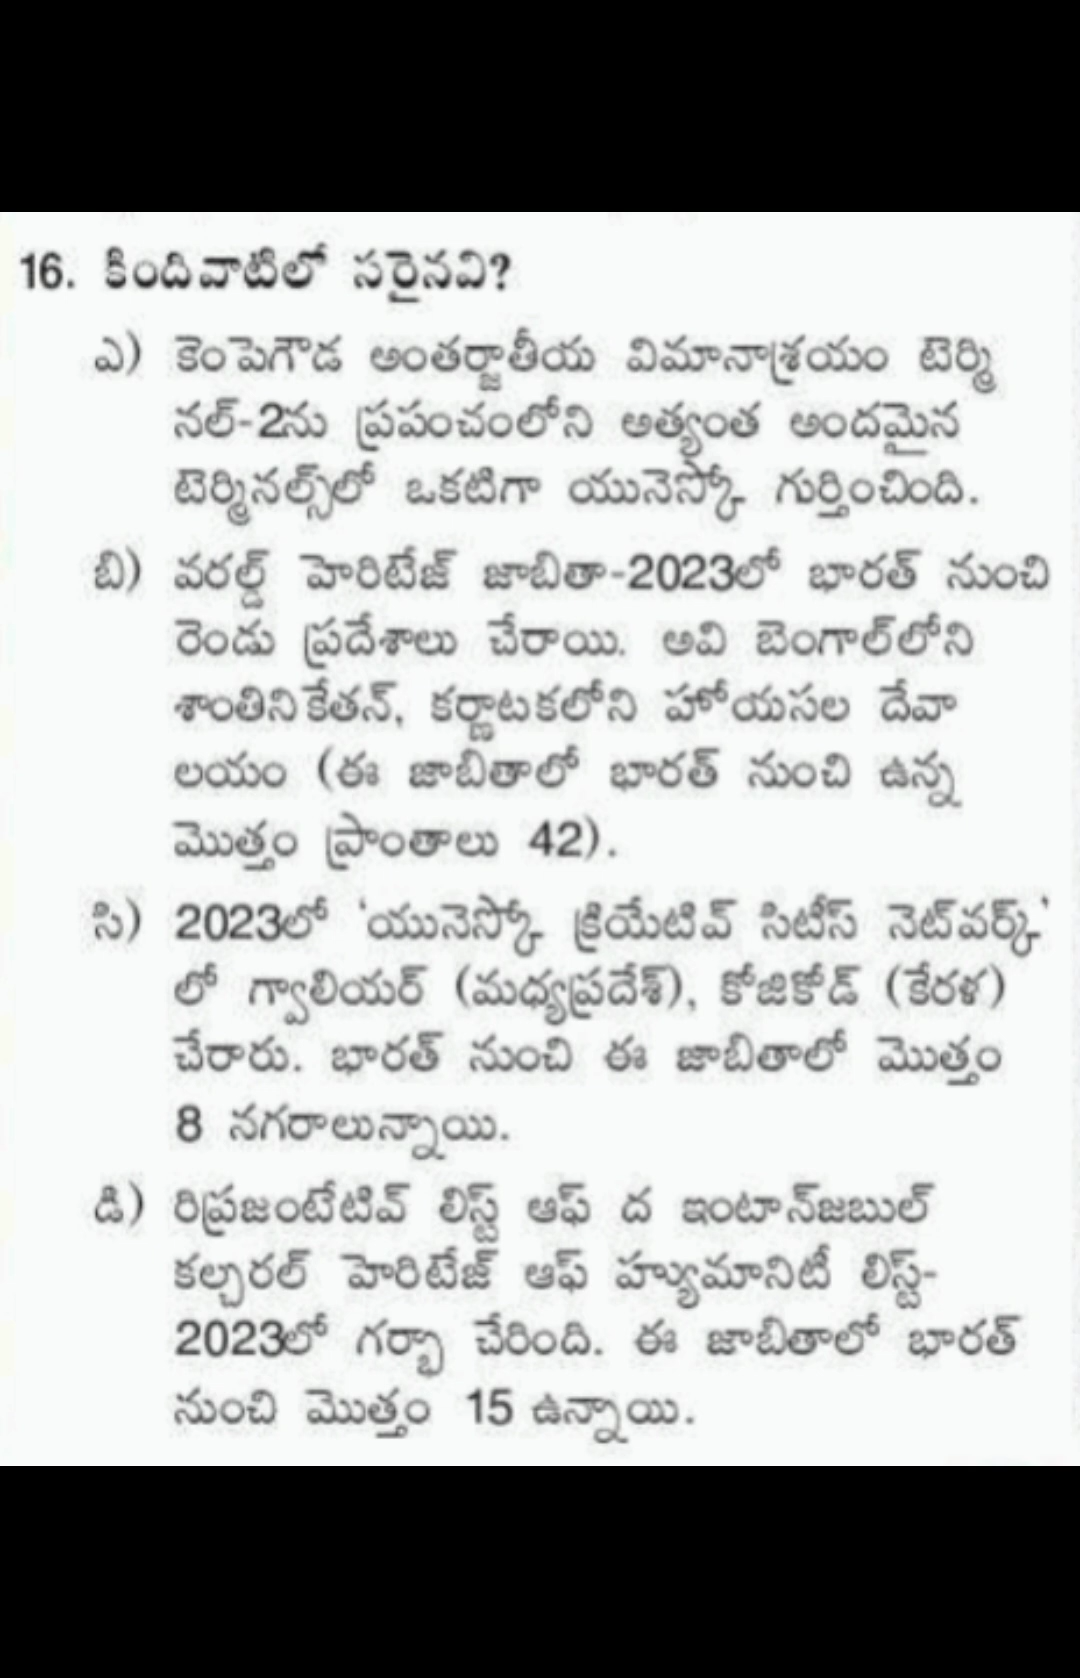 16. కిందివాటిలో సరైనవి?
ఎ) కెంపెగౌడ అంతర్జాతీయ విమానాశ్రయం టెర్మి
నల్-2ను ప్రపంచంలోని అత్యంత అందమైన
టెర్మినల్స్‌లో ఒకటిగా యునెస్కో గుర్తించింది.
బి) వరల్డ్ హెరిటేజ్ జాబితా-2023లో భారత్ నుంచి
రెండు ప్రదేశాలు చేరాయి. అవి బెంగాల్‌లోని
శాంతినికేతన్, కర్ణాటకలోని హోయసల దేవా
లయం (ఈ జాబితాలో భారత్ నుంచి ఉన్న
మొత్తం ప్రాంతాలు 42).
సి) 2023లో 'యునెస్కో క్రియేటివ్ సిటీస్ నెట్‌వర్క్'
లో గ్వాలియర్ (మధ్యప్రదేశ్), కోజికోడ్ (కేరళ)
చేరారు. భారత్ నుంచి ఈ జాబితాలో మొత్తం
8 నగరాలున్నాయి.
డి) రిప్రజంటేటివ్ లిస్ట్ ఆఫ్ ద ఇంటాన్‌జబుల్
కల్చరల్ హెరిటేజ్ ఆఫ్ హ్యుమానిటీ లిస్ట్-
2023లో గర్భా చేరింది. ఈ జాబితాలో భారత్
నుంచి మొత్తం 15 ఉన్నాయి.